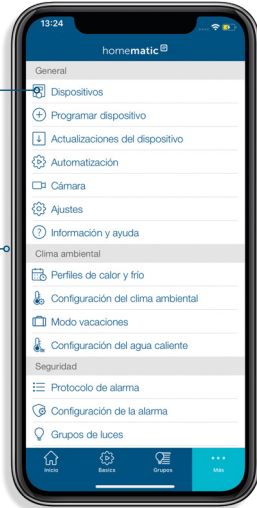 13:24
homematic IP
General
Dispositivos
Programar dispositivo
Actualizaciones del dispositivo
Automatización
Cámara
Ajustes
Información y ayuda
Clima ambiental
Perfiles de calor y frío
Configuración del clima ambiental
Modo vacaciones
Configuración del agua caliente
Seguridad
Protocolo de alarma
Configuración de la alarma
Grupos de luces
Inicio Basics Grupos Más